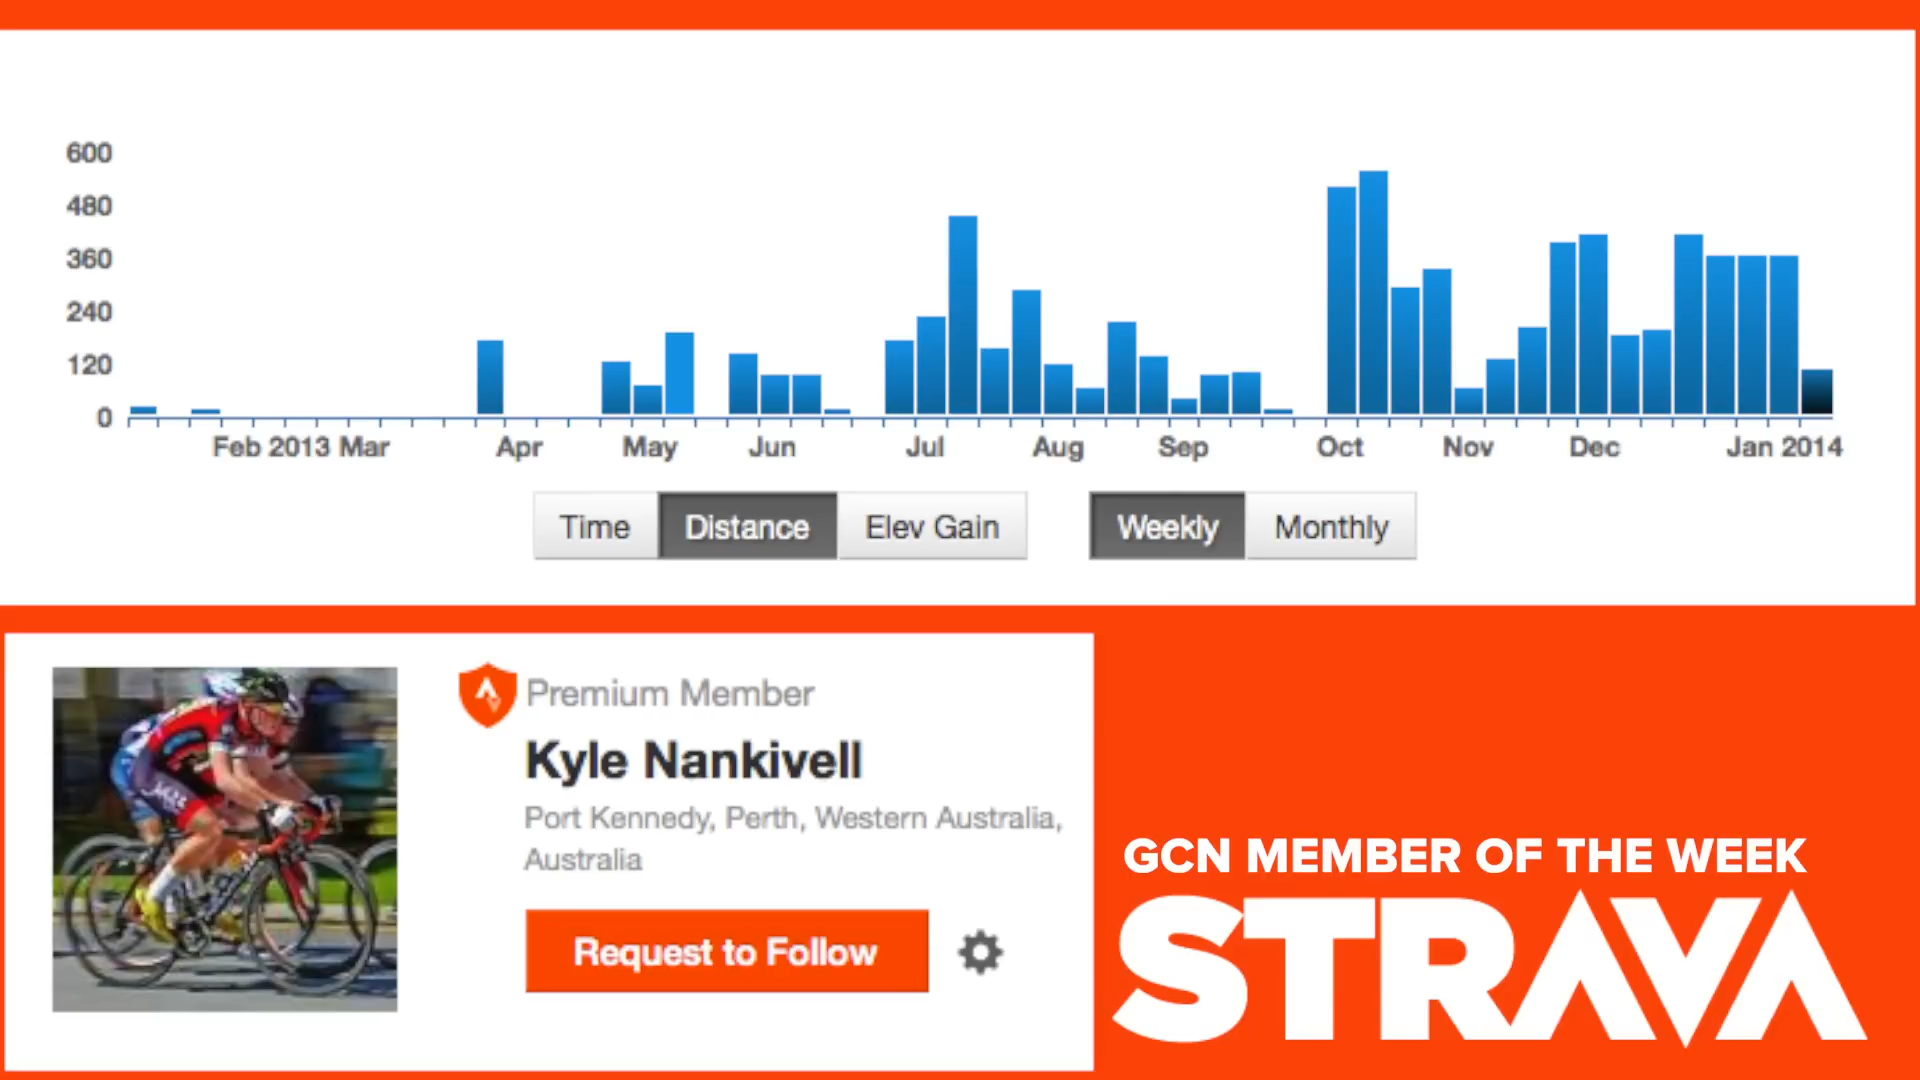 600
480
360
240
120
0
Feb 2013 Mar Apr May Jun Jul Aug Sep Oct Nov Dec Jan 2014
Time Distance Elev Gain Weekly Monthly
Premium Member
Kyle Nankivell
Port Kennedy, Perth, Western Australia,
Australia
Request to Follow
GCN MEMBER OF THE WEEK
STRAVA